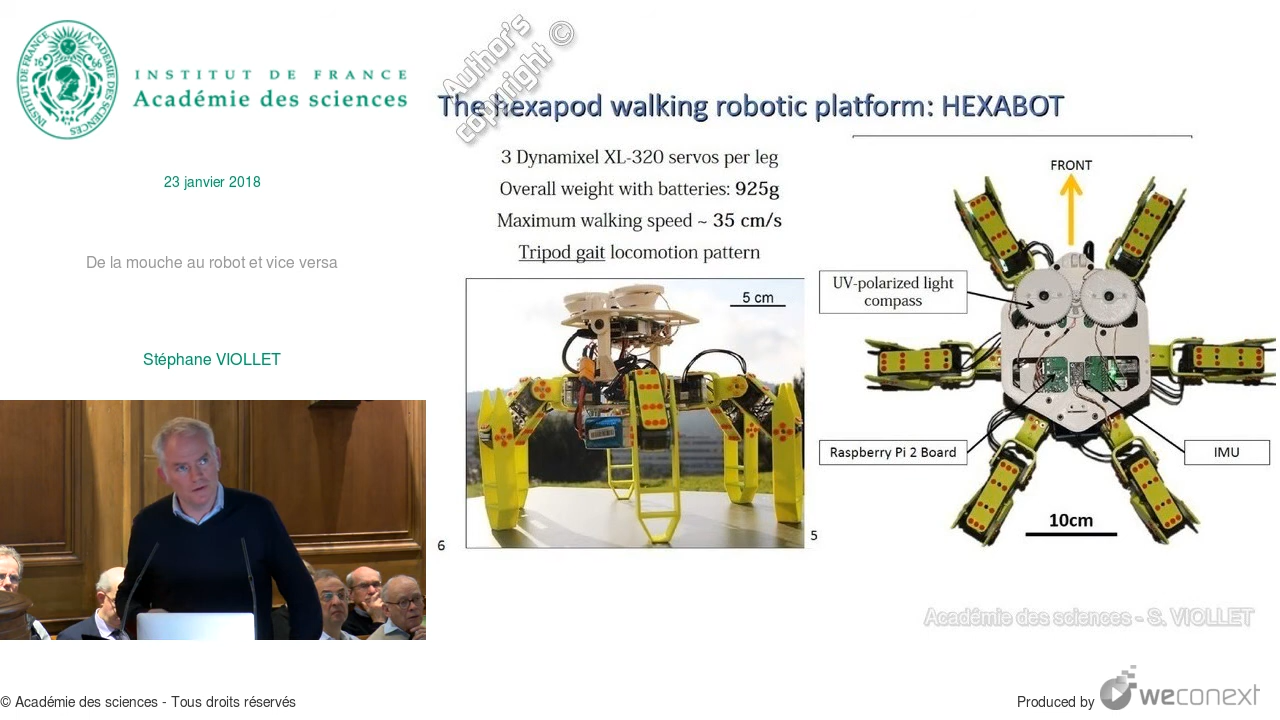 INSTITUT DE FRANCE
Académie des sciences
23 janvier 2018
De la mouche au robot et vice versa
Stéphane VIOLLET
Author's
copyright ©
The hexapod walking robotic platform: HEXABOT
3 Dynamixel XL-320 servos per leg
Overall weight with batteries: 925g
Maximum walking speed ~ 35 cm/s
Tripod gait locomotion pattern
5 cm
6
FRONT
UV-polarized light
compass
Raspberry Pi 2 Board
IMU
10cm
5
Académie des sciences - S. VIOLLET
© Académie des sciences - Tous droits réservés
Produced by weconext